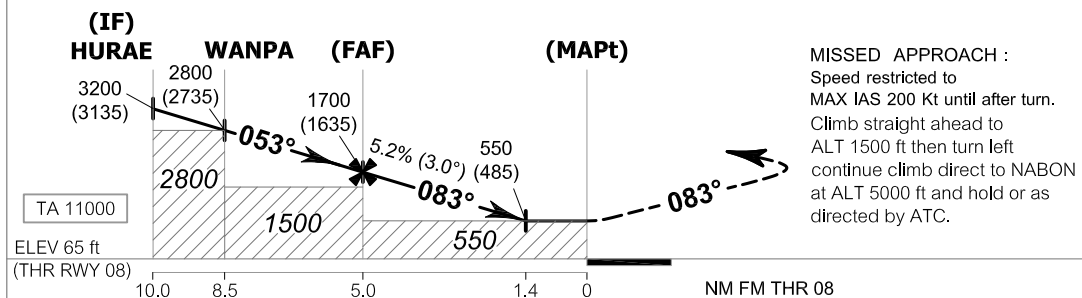 (IF)
HURAE
WANPA
(FAF)
(MAPt)
3200
(3135)
2800
(2735)
1700
(1635)
550
(485)
053°
5.2% (3.0°)
083°
083°
2800
1500
550
TA 11000
ELEV 65 ft
(THR RWY 08)
10.0
8.5
5.0
1.4
0
NM FM THR 08
MISSED APPROACH :
Speed restricted to
MAX IAS 200 Kt until after turn.
Climb straight ahead to
ALT 1500 ft then turn left
continue climb direct to NABON
at ALT 5000 ft and hold or as
directed by ATC.